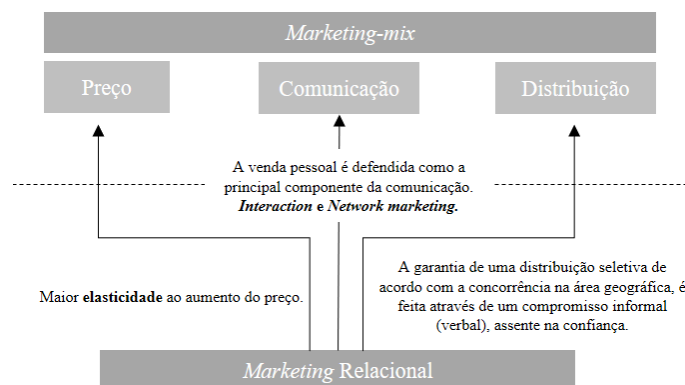 Marketing-mix
Preço
Comunicação
Distribuição
A venda pessoal é defendida como a
principal componente da comunicação.
Interaction e Network marketing.
Maior elasticidade ao aumento do preço.
A garantia de uma distribuição seletiva de
acordo com a concorrência na área geográfica, é
feita através de um compromisso informal
(verbal), assente na confiança.
Marketing Relacional